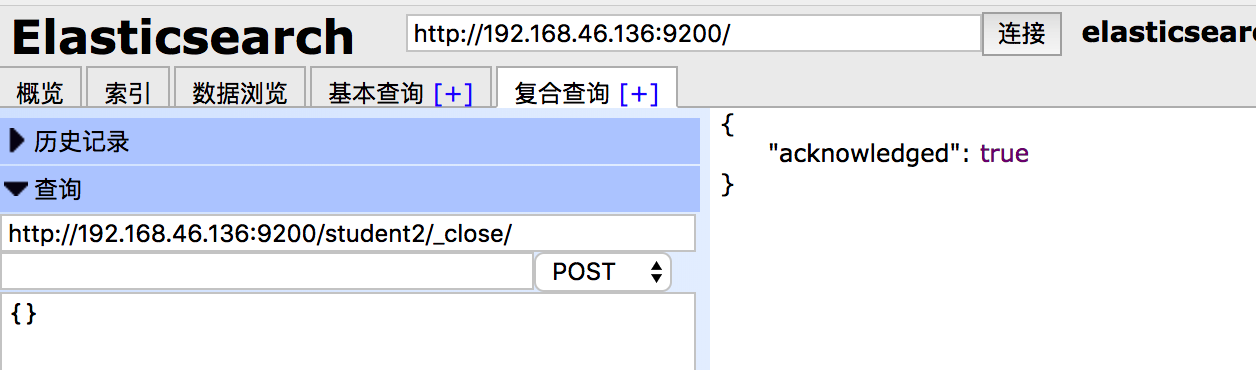 Elasticsearch http://192.168.46.136:9200/ 连接 elasticsear
概览 索引 数据浏览 基本查询 [+] 复合查询 [+]
历史记录
查询
http://192.168.46.136:9200/student2/_close/
POST
{}
{
"acknowledged": true
}